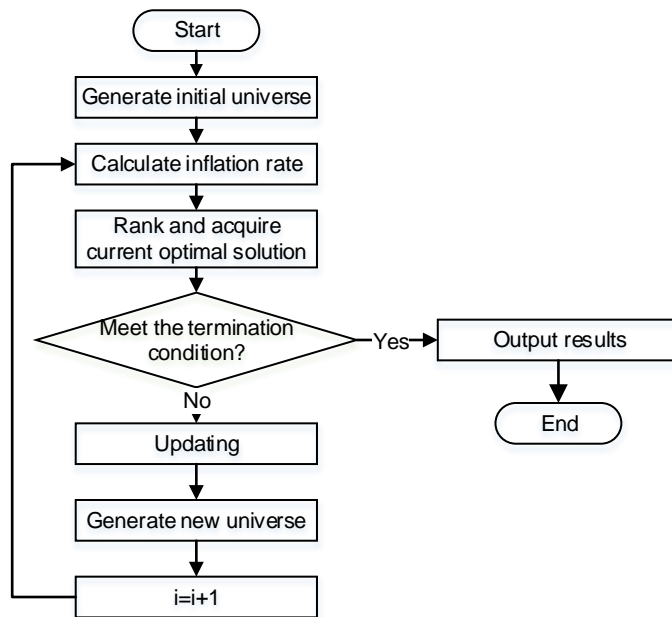 Start
Generate initial universe
Calculate inflation rate
Rank and acquire
current optimal solution
Meet the termination
condition?
Yes
Output results
End
No
Updating
Generate new universe
i=i+1